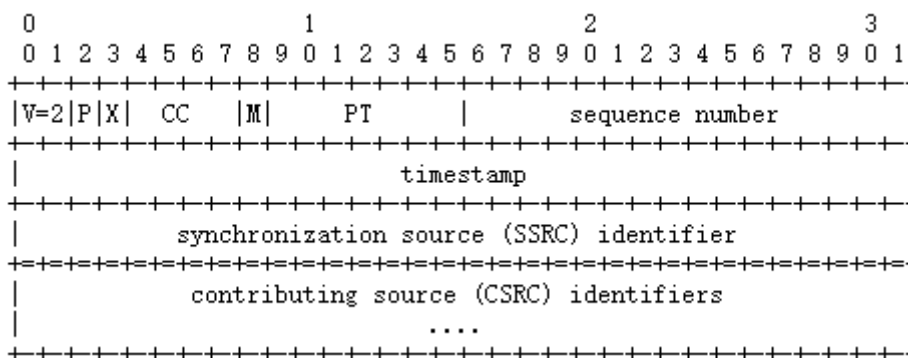 0                   1                   2                   3
0 1 2 3 4 5 6 7 8 9 0 1 2 3 4 5 6 7 8 9 0 1 2 3 4 5 6 7 8 9 0 1
+-+-+-+-+-+-+-+-+-+-+-+-+-+-+-+-+-+-+-+-+-+-+-+-+-+-+-+-+-+-+-+-
|V=2|P|X|  CC   |M|     PT      |       sequence number
+-+-+-+-+-+-+-+-+-+-+-+-+-+-+-+-+-+-+-+-+-+-+-+-+-+-+-+-+-+-+-+-
|                           timestamp
+-+-+-+-+-+-+-+-+-+-+-+-+-+-+-+-+-+-+-+-+-+-+-+-+-+-+-+-+-+-+-+-
|           synchronization source (SSRC) identifier
+=+=+=+=+=+=+=+=+=+=+=+=+=+=+=+=+=+=+=+=+=+=+=+=+=+=+=+=+=+=+=+=
|            contributing source (CSRC) identifiers
|                             ....
+-+-+-+-+-+-+-+-+-+-+-+-+-+-+-+-+-+-+-+-+-+-+-+-+-+-+-+-+-+-+-+-